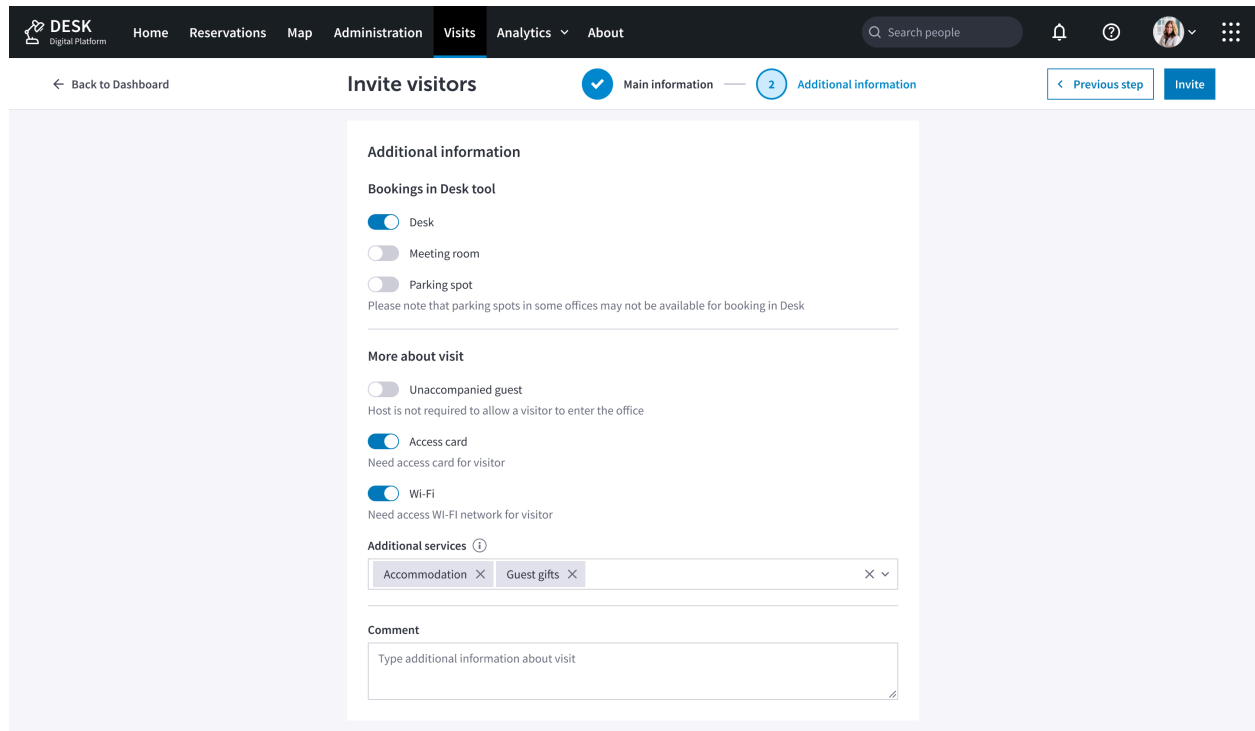 DESK
Digital Platform
Home Reservations Map Administration Visits Analytics About
Search people
Back to Dashboard
Invite visitors
Main information
2 Additional information
Previous step
Invite
Additional information
Bookings in Desk tool
Desk
Meeting room
Parking spot
Please note that parking spots in some offices may not be available for booking in Desk
More about visit
Unaccompanied guest
Host is not required to allow a visitor to enter the office
Access card
Need access card for visitor
Wi-Fi
Need access WI-FI network for visitor
Additional services
Accommodation Guest gifts
Comment
Type additional information about visit